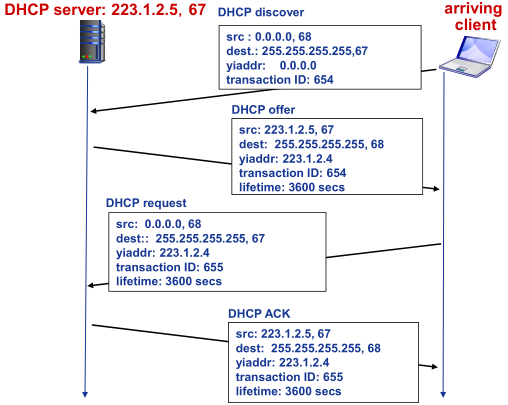 DHCP server: 223.1.2.5, 67
DHCP discover
arriving
client
src : 0.0.0.0, 68
dest.: 255.255.255.255,67
yiaddr: 0.0.0.0
transaction ID: 654
DHCP offer
src: 223.1.2.5, 67
dest: 255.255.255.255, 68
yiaddr: 223.1.2.4
transaction ID: 654
lifetime: 3600 secs
DHCP request
src: 0.0.0.0, 68
dest:: 255.255.255.255, 67
yiaddr: 223.1.2.4
transaction ID: 655
lifetime: 3600 secs
DHCP ACK
src: 223.1.2.5, 67
dest: 255.255.255.255, 68
yiaddr: 223.1.2.4
transaction ID: 655
lifetime: 3600 secs